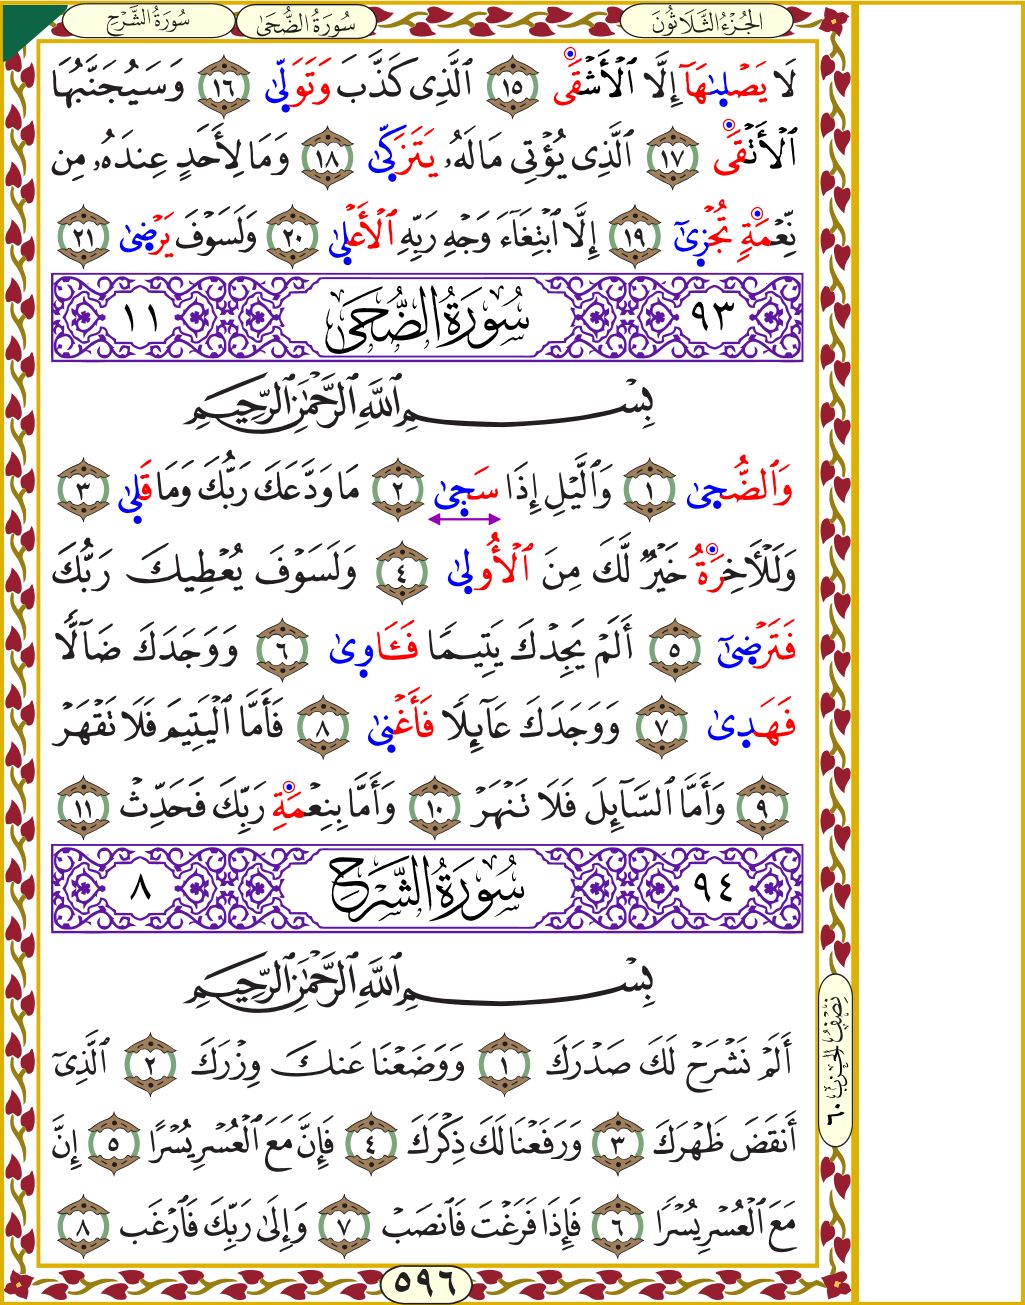 الجُزْءُ الثَّلَاثُونَ
سُورَةُ الضُّحَىٰ
سُورَةُ الشَّرْحِ
لَا يَصْلَىٰهَآ إِلَّا ٱلْأَشْقَى ١٥ ٱلَّذِى كَذَّبَ وَتَوَلَّىٰ ١٦ وَسَيُجَنَّبُهَا
ٱلْأَتْقَى ١٧ ٱلَّذِى يُؤْتِى مَالَهُۥ يَتَزَكَّىٰ ١٨ وَمَا لِأَحَدٍ عِندَهُۥ مِن
نِّعْمَةٍ تُجْزَىٰٓ ١٩ إِلَّا ٱبْتِغَآءَ وَجْهِ رَبِّهِ ٱلْأَعْلَىٰ ٢٠ وَلَسَوْفَ يَرْضَىٰ ٢١
٩٣ سُورَةُ الضُّحَىٰ ١١
بِسْمِ ٱللَّهِ ٱلرَّحْمَٰنِ ٱلرَّحِيمِ
وَٱلضُّحَىٰ ١ وَٱلَّيْلِ إِذَا سَجَىٰ ٢ مَا وَدَّعَكَ رَبُّكَ وَمَا قَلَىٰ ٣
وَلَلْأَخِرَةُ خَيْرٌ لَّكَ مِنَ ٱلْأُولَىٰ ٤ وَلَسَوْفَ يُعْطِيكَ رَبُّكَ
فَتَرْضَىٰٓ ٥ أَلَمْ يَجِدْكَ يَتِيمًا فَـَٔاوَىٰ ٦ وَوَجَدَكَ ضَآلًّا
فَهَدَىٰ ٧ وَوَجَدَكَ عَآئِلًا فَأَغْنَىٰ ٨ فَأَمَّا ٱلْيَتِيمَ فَلَا تَقْهَرْ
٩ وَأَمَّا ٱلسَّآئِلَ فَلَا تَنْهَرْ ١٠ وَأَمَّا بِنِعْمَةِ رَبِّكَ فَحَدِّثْ ١١
٩٤ سُورَةُ الشَّرْحِ ٨
بِسْمِ ٱللَّهِ ٱلرَّحْمَٰنِ ٱلرَّحِيمِ
أَلَمْ نَشْرَحْ لَكَ صَدْرَكَ ١ وَوَضَعْنَا عَنكَ وِزْرَكَ ٢ ٱلَّذِىٓ
أَنقَضَ ظَهْرَكَ ٣ وَرَفَعْنَا لَكَ ذِكْرَكَ ٤ فَإِنَّ مَعَ ٱلْعُسْرِ يُسْرًا ٥ إِنَّ
مَعَ ٱلْعُسْرِ يُسْرًا ٦ فَإِذَا فَرَغْتَ فَٱنصَبْ ٧ وَإِلَىٰ رَبِّكَ فَٱرْغَب ٨
نِصْفُ الحِزْبِ ٦٠
٥٩٦